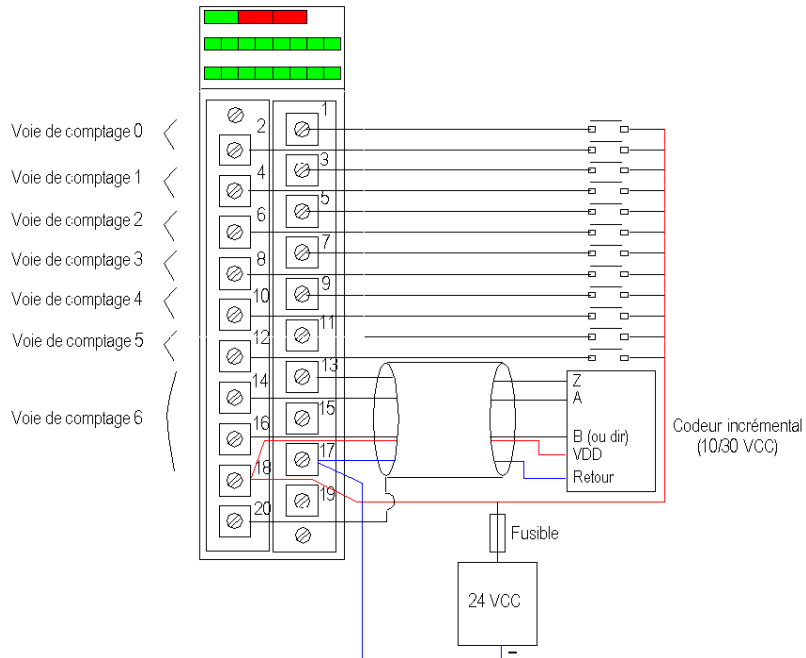 1
2
3
4
5
6
7
8
9
10
11
12
13
14
15
16
17
18
19
20
Voie de comptage 0
Voie de comptage 1
Voie de comptage 2
Voie de comptage 3
Voie de comptage 4
Voie de comptage 5
Voie de comptage 6
Z
A
B (ou dir)
VDD
Retour
Codeur incrémental
(10/30 VCC)
Fusible
24 VCC
–